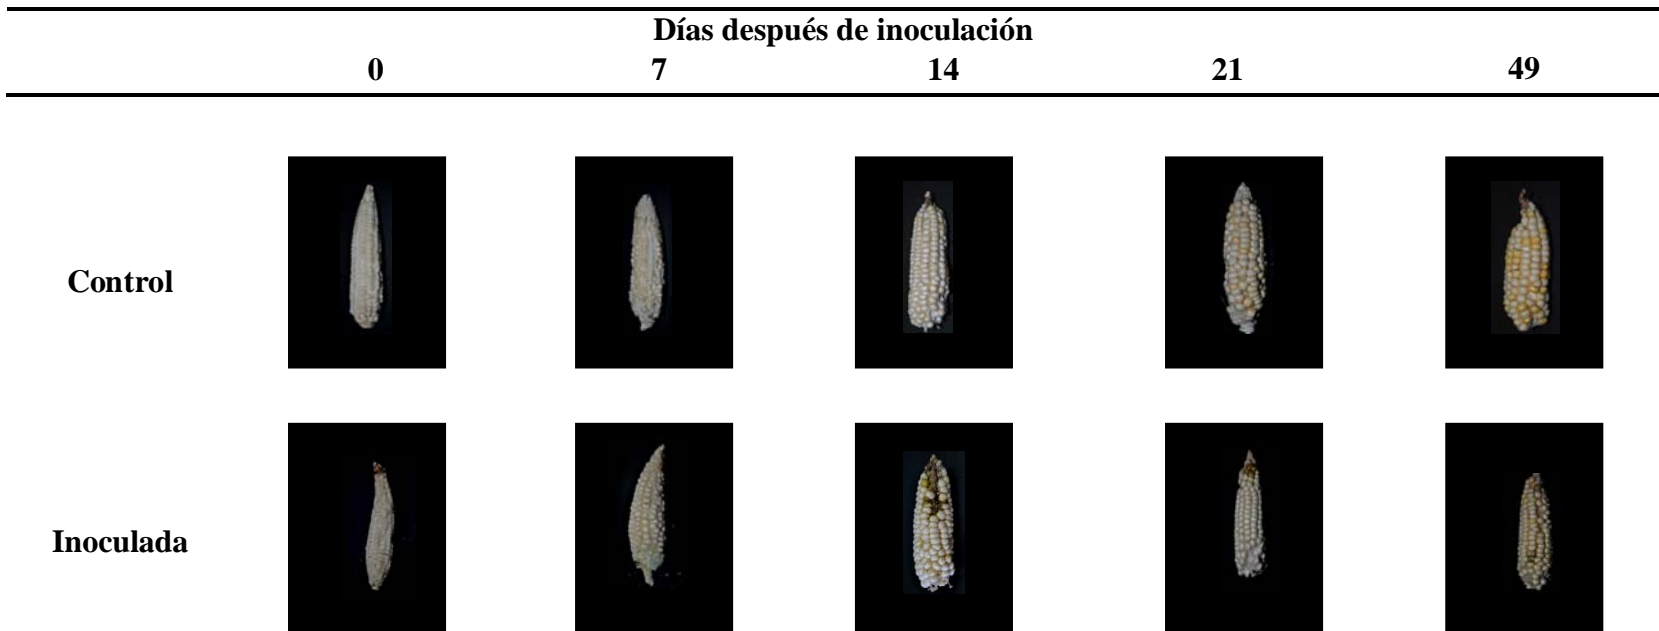 Días después de inoculación
0 7 14 21 49
Control
Inoculada